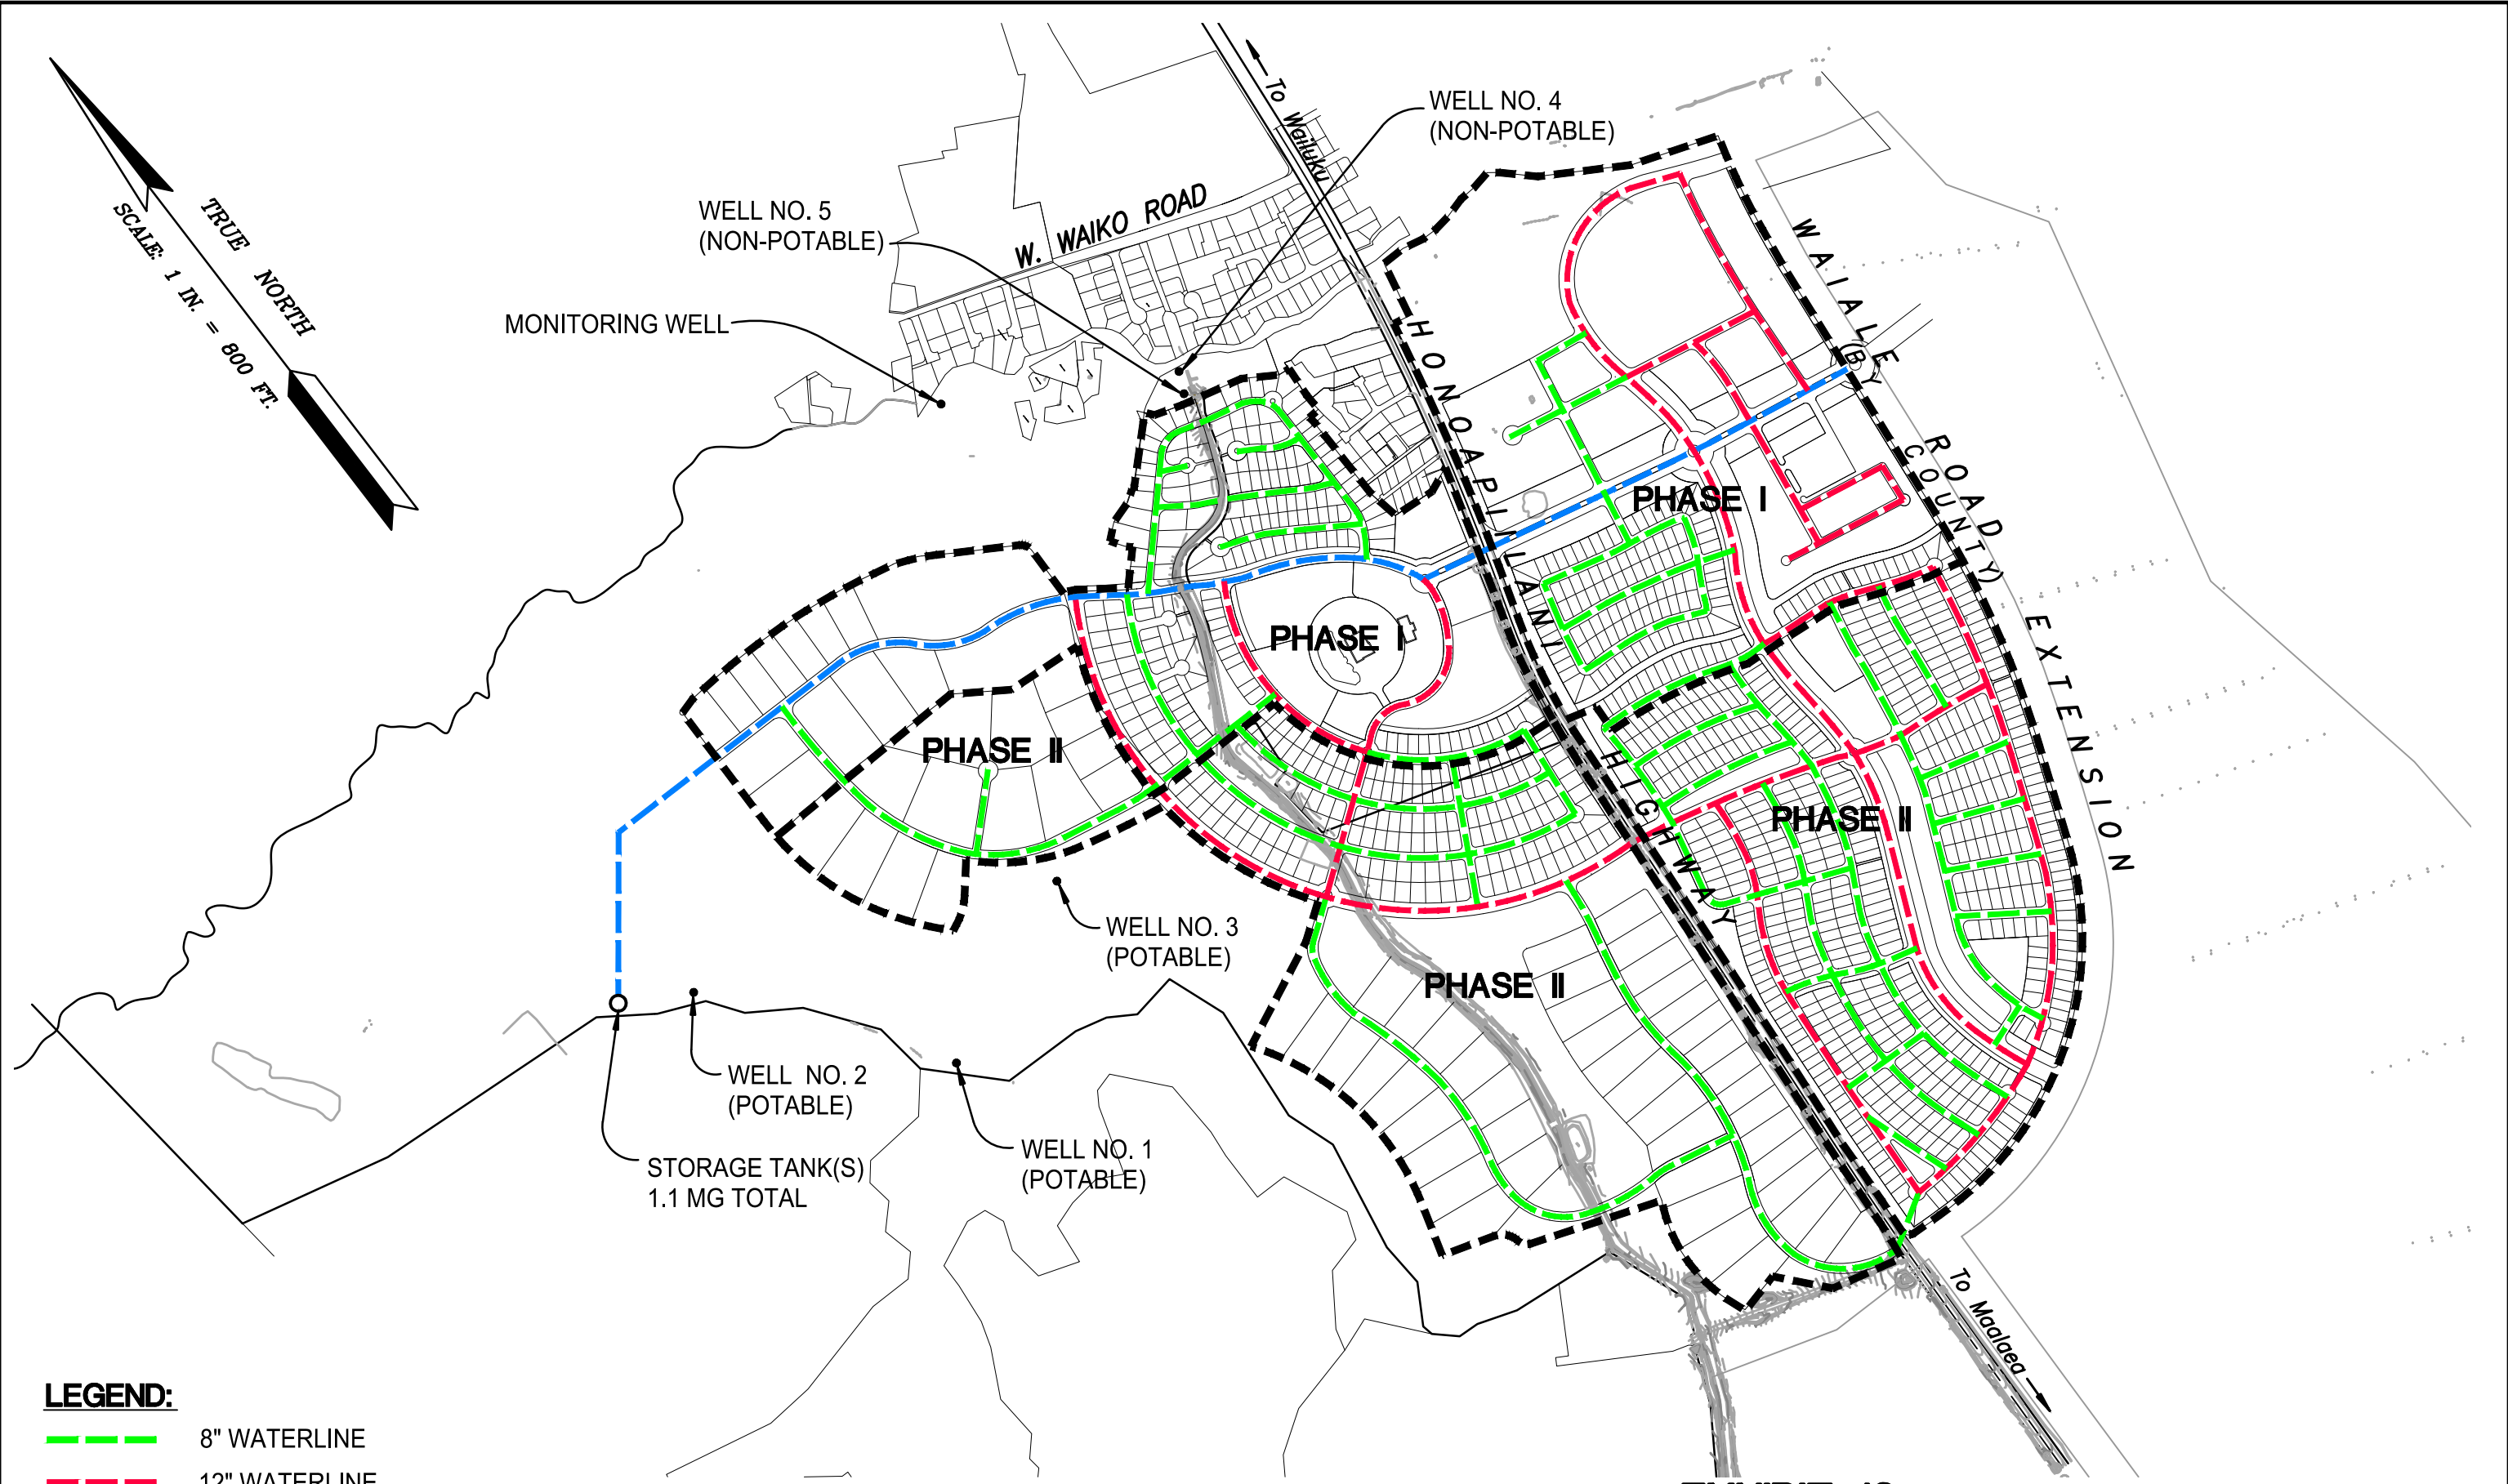 TRUE NORTH
SCALE: 1 IN. = 800 FT.
To Wailuku
WELL NO. 4
(NON-POTABLE)
WELL NO. 5
(NON-POTABLE)
W. WAIKO ROAD
MONITORING WELL
HONOAPIILANI HIGHWAY
WAIALE ROAD EXTENSION
(BY COUNTY)
PHASE I
PHASE I
PHASE II
PHASE II
PHASE II
WELL NO. 3
(POTABLE)
WELL NO. 2
(POTABLE)
WELL NO. 1
(POTABLE)
STORAGE TANK(S)
1.1 MG TOTAL
To Maalaea
LEGEND:
8" WATERLINE
12" WATERLINE